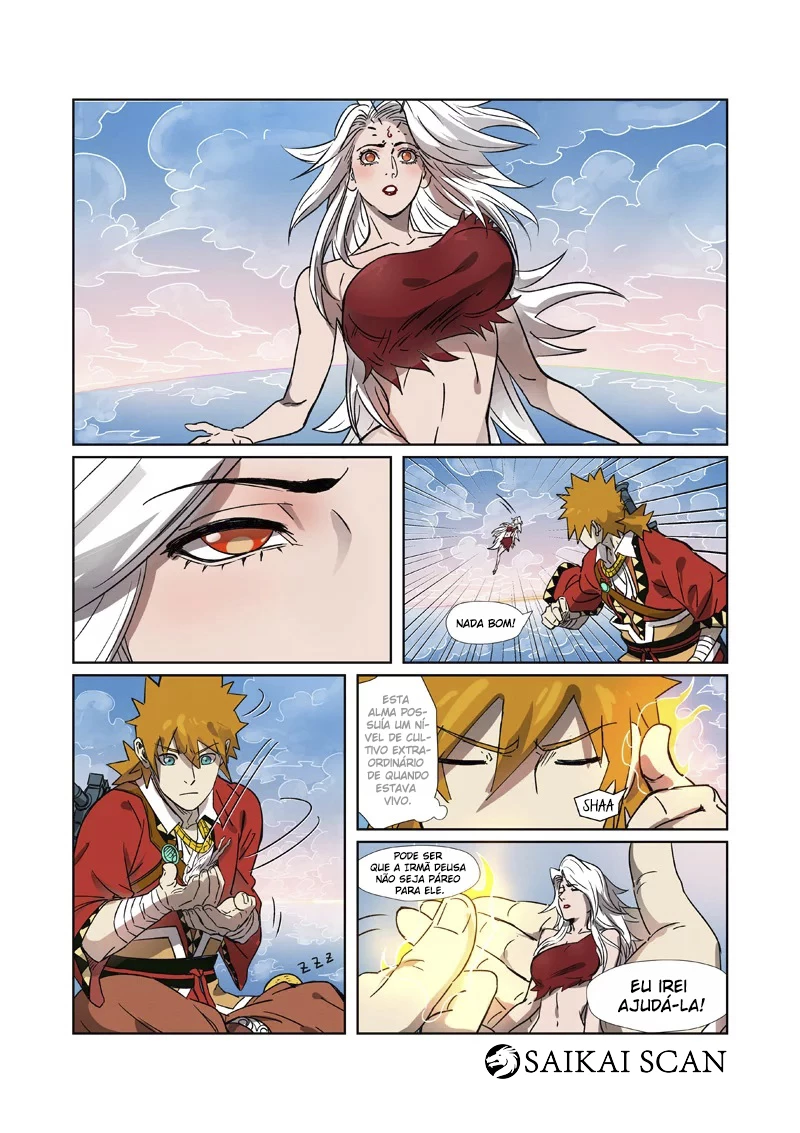 NADA BOM!
ESTA
ALMA POS-
SUÍA UM NÍ-
VEL DE CUL-
TIVO EXTRA-
ORDINÁRIO
DE QUANDO
ESTAVA
VIVO.
SHAA
ZZZ
PODE SER
QUE A IRMÃ DEUSA
NÃO SEJA PÁREO
PARA ELE.
EU IREI
AJUDÁ-LA!
SAIKAI SCAN